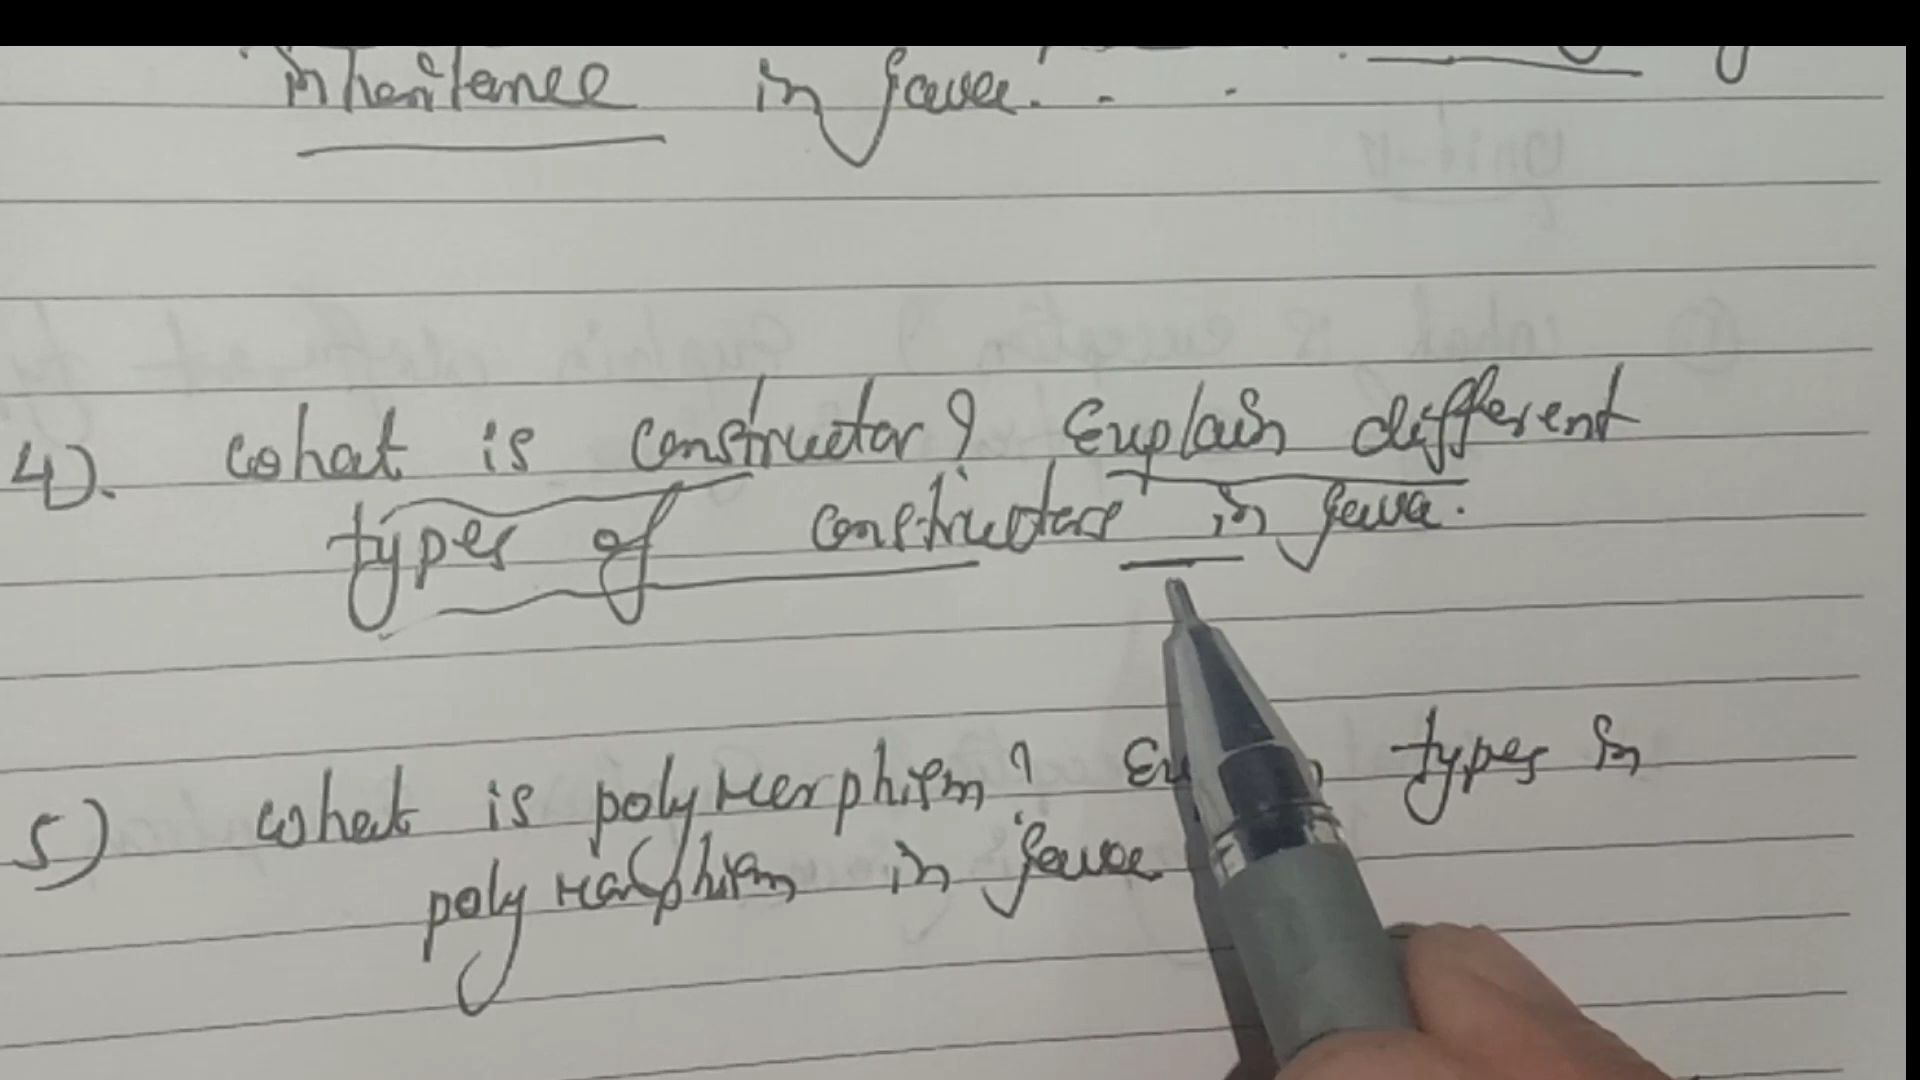 inheritance in java.
4). What is constructor? Explain different
types of constructors in java.
5) What is polymorphism? types in
polymorphism in java